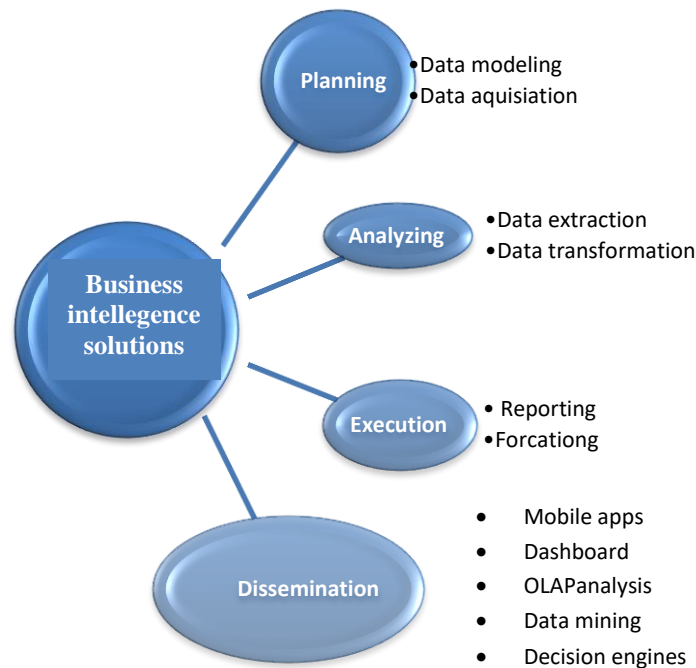 Planning
•Data modeling
•Data aquisiation
Analyzing
•Data extraction
•Data transformation
Business
intellegence
solutions
Execution
• Reporting
•Forcationg
Dissemination
• Mobile apps
• Dashboard
• OLAPanalysis
• Data mining
• Decision engines